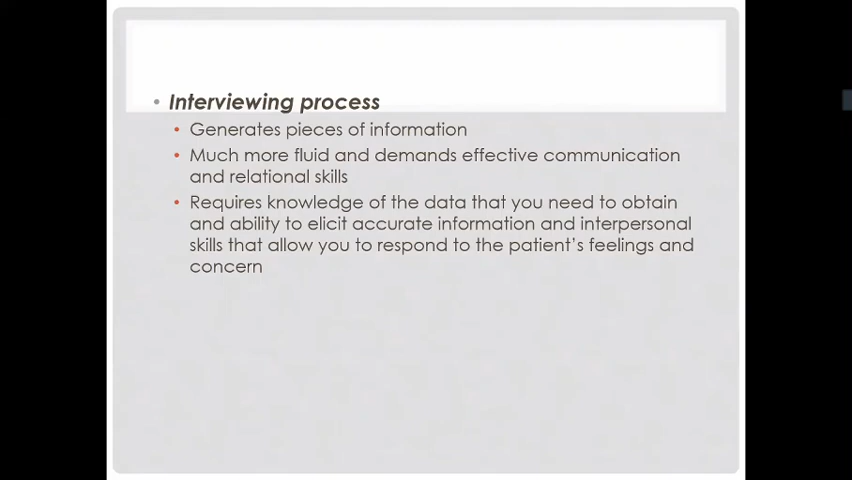 • Interviewing process
• Generates pieces of information
• Much more fluid and demands effective communication
and relational skills
• Requires knowledge of the data that you need to obtain
and ability to elicit accurate information and interpersonal
skills that allow you to respond to the patient's feelings and
concern